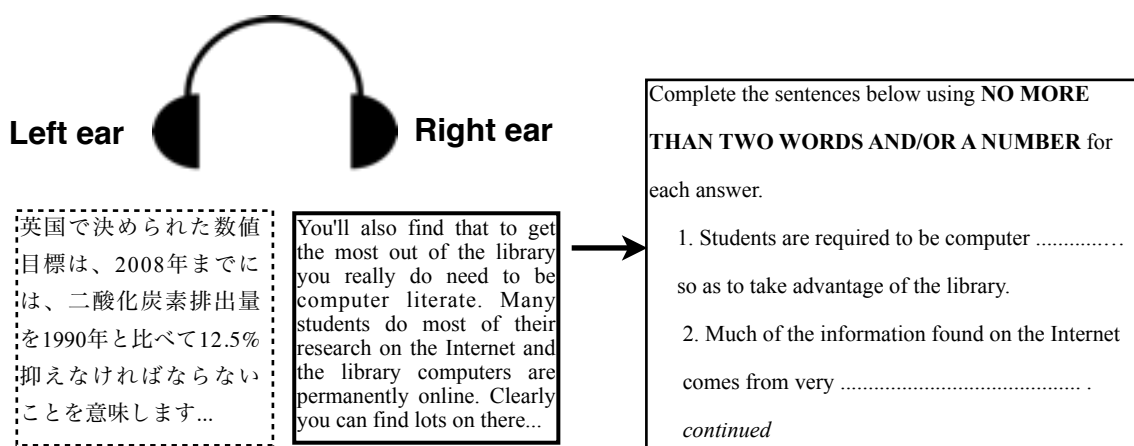 Left ear
Right ear
英国で決められた数値
目標は、2008年までに
は、二酸化炭素排出量
を1990年と比べて12.5%
抑えなければならない
ことを意味します...
You'll also find that to get
the most out of the library
you really do need to be
computer literate. Many
students do most of their
research on the Internet and
the library computers are
permanently online. Clearly
you can find lots on there...
Complete the sentences below using NO MORE
THAN TWO WORDS AND/OR A NUMBER for
each answer.
1. Students are required to be computer ...............
so as to take advantage of the library.
2. Much of the information found on the Internet
comes from very ......................................... .
continued